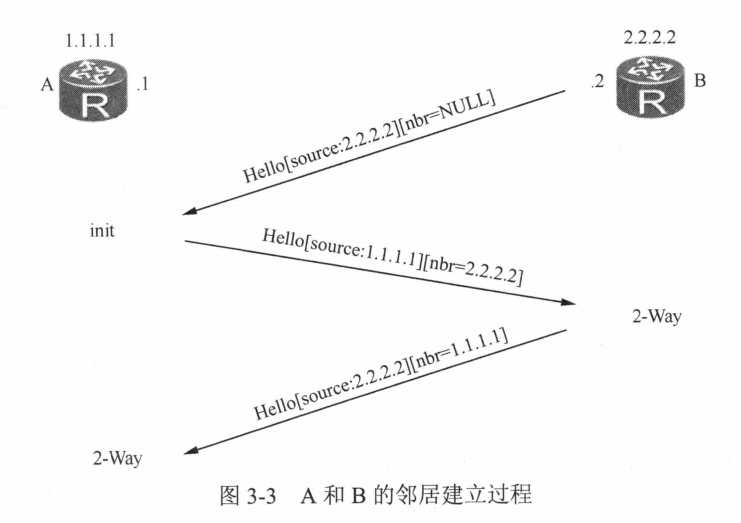 1.1.1.1
2.2.2.2
A
R
.1
.2
R
B
Hello[source:2.2.2.2][nbr=NULL]
init
Hello[source:1.1.1.1][nbr=2.2.2.2]
2-Way
Hello[source:2.2.2.2][nbr=1.1.1.1]
2-Way
图 3-3 A 和 B 的邻居建立过程